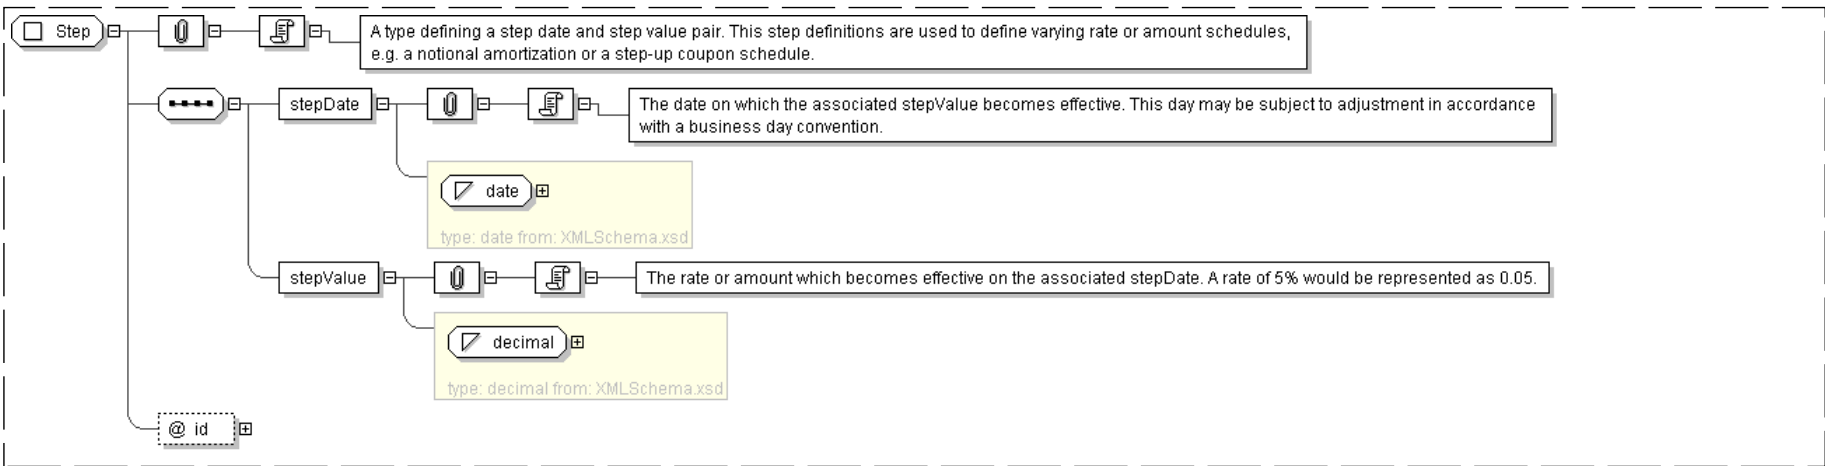 Step
A type defining a step date and step value pair. This step definitions are used to define varying rate or amount schedules,
e.g. a notional amortization or a step-up coupon schedule.
stepDate
The date on which the associated stepValue becomes effective. This day may be subject to adjustment in accordance
with a business day convention.
date
type: date from: XMLSchema.xsd
stepValue
The rate or amount which becomes effective on the associated stepDate. A rate of 5% would be represented as 0.05.
decimal
type: decimal from: XMLSchema.xsd
@ id